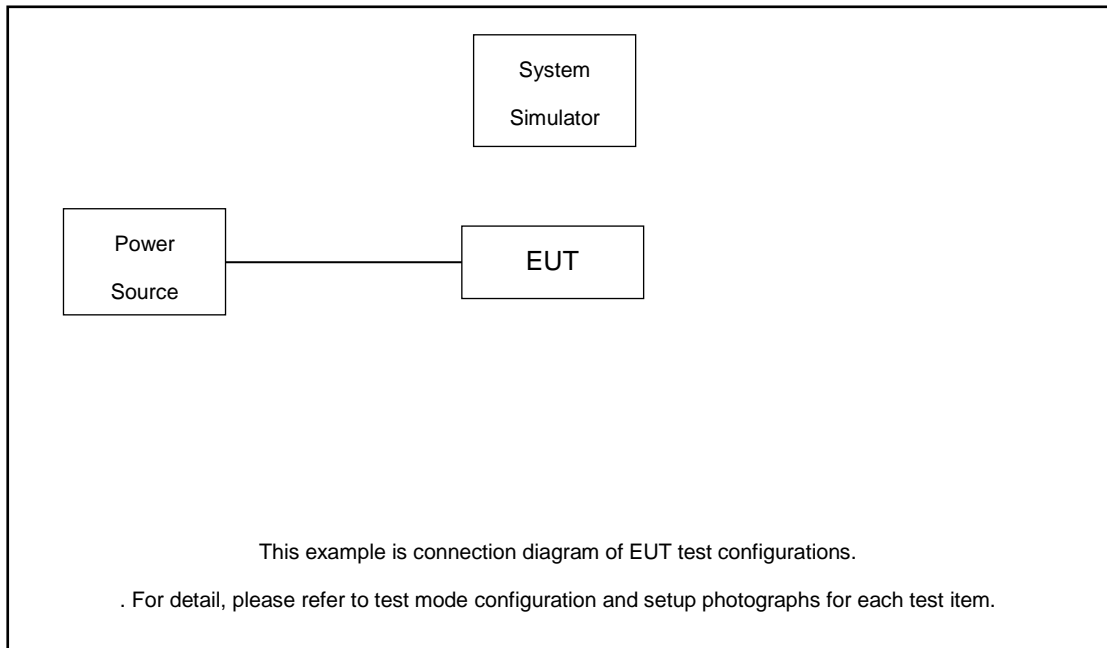 System
Simulator
Power
Source
EUT
This example is connection diagram of EUT test configurations.
. For detail, please refer to test mode configuration and setup photographs for each test item.